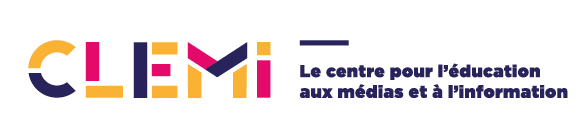 CLEMI
Le centre pour l'éducation
aux médias et à l'information